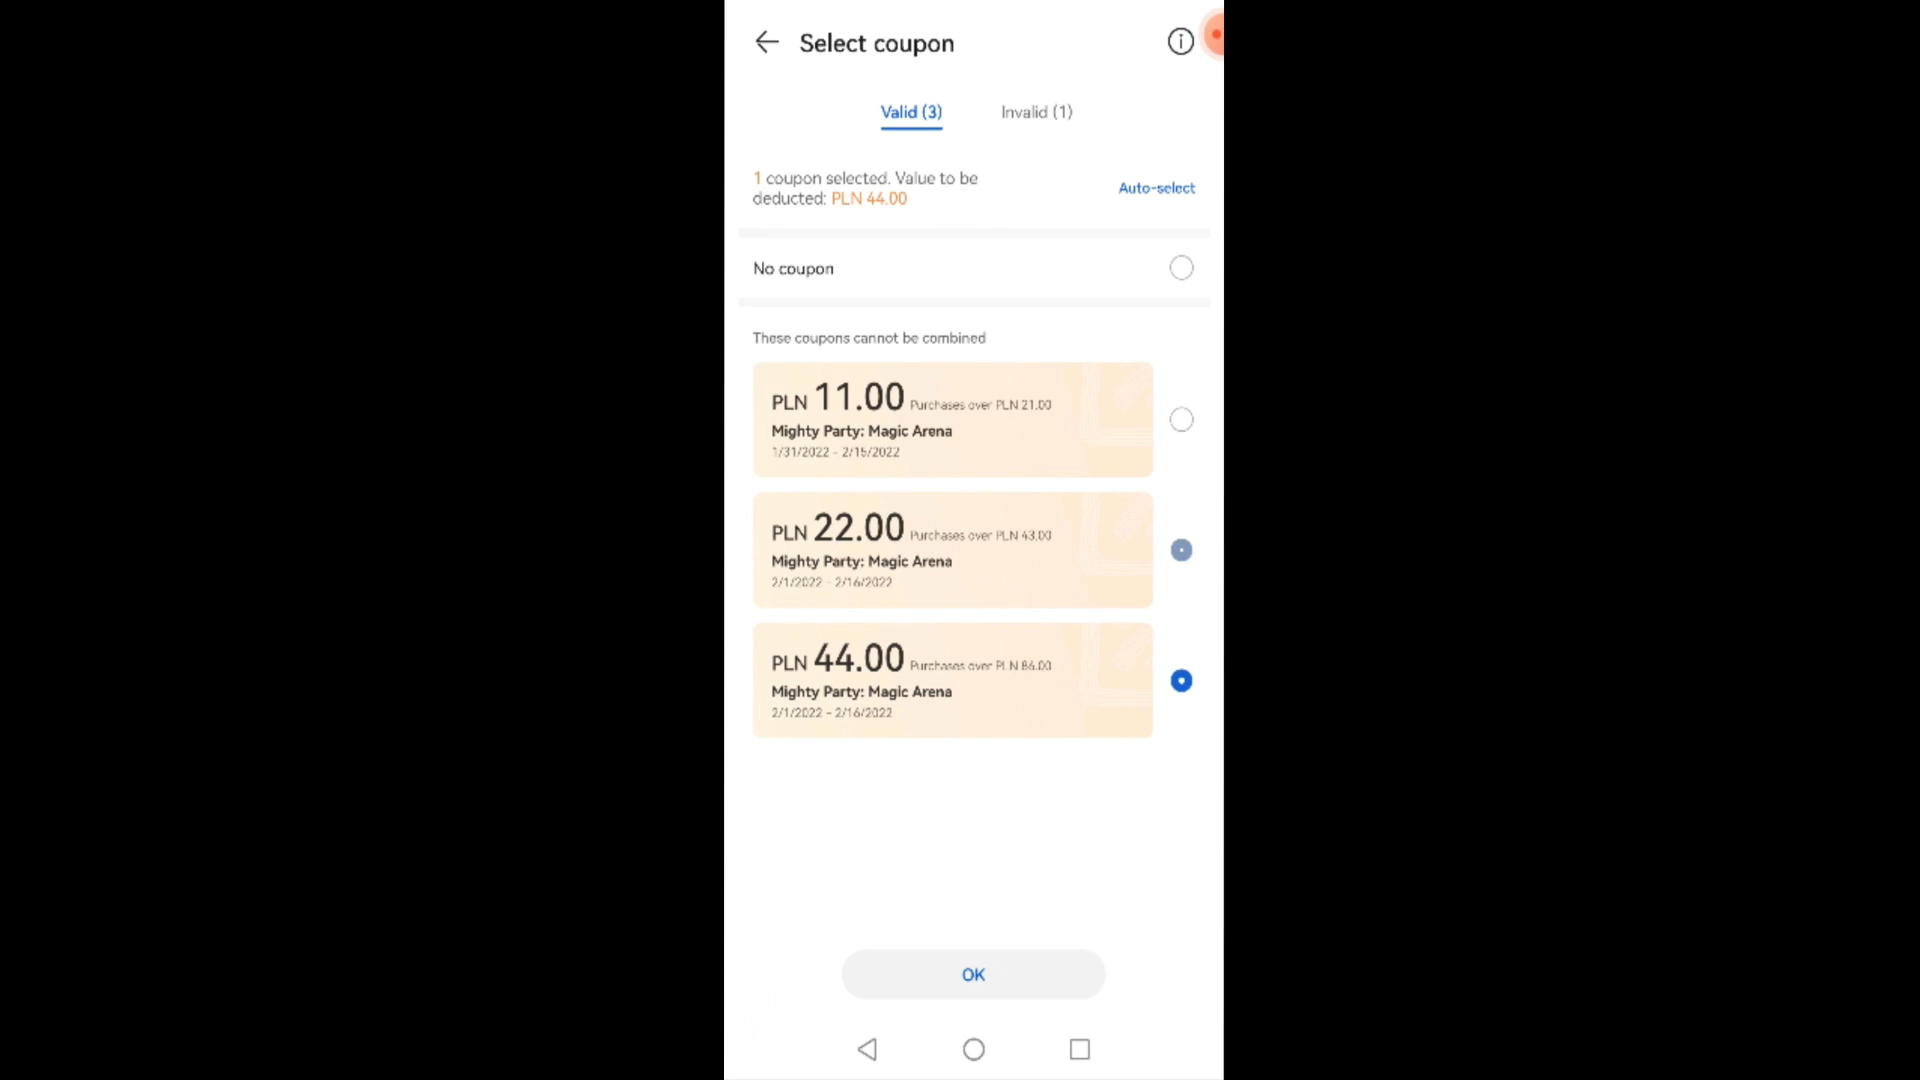 Select coupon
Valid (3)
Invalid (1)
1 coupon selected. Value to be
deducted: PLN 44.00
Auto-select
No coupon
These coupons cannot be combined
PLN 11.00 Purchases over PLN 21.00
Mighty Party: Magic Arena
1/31/2022 - 2/15/2022
PLN 22.00 Purchases over PLN 43.00
Mighty Party: Magic Arena
2/1/2022 - 2/16/2022
PLN 44.00 Purchases over PLN 86.00
Mighty Party: Magic Arena
2/1/2022 - 2/16/2022
OK